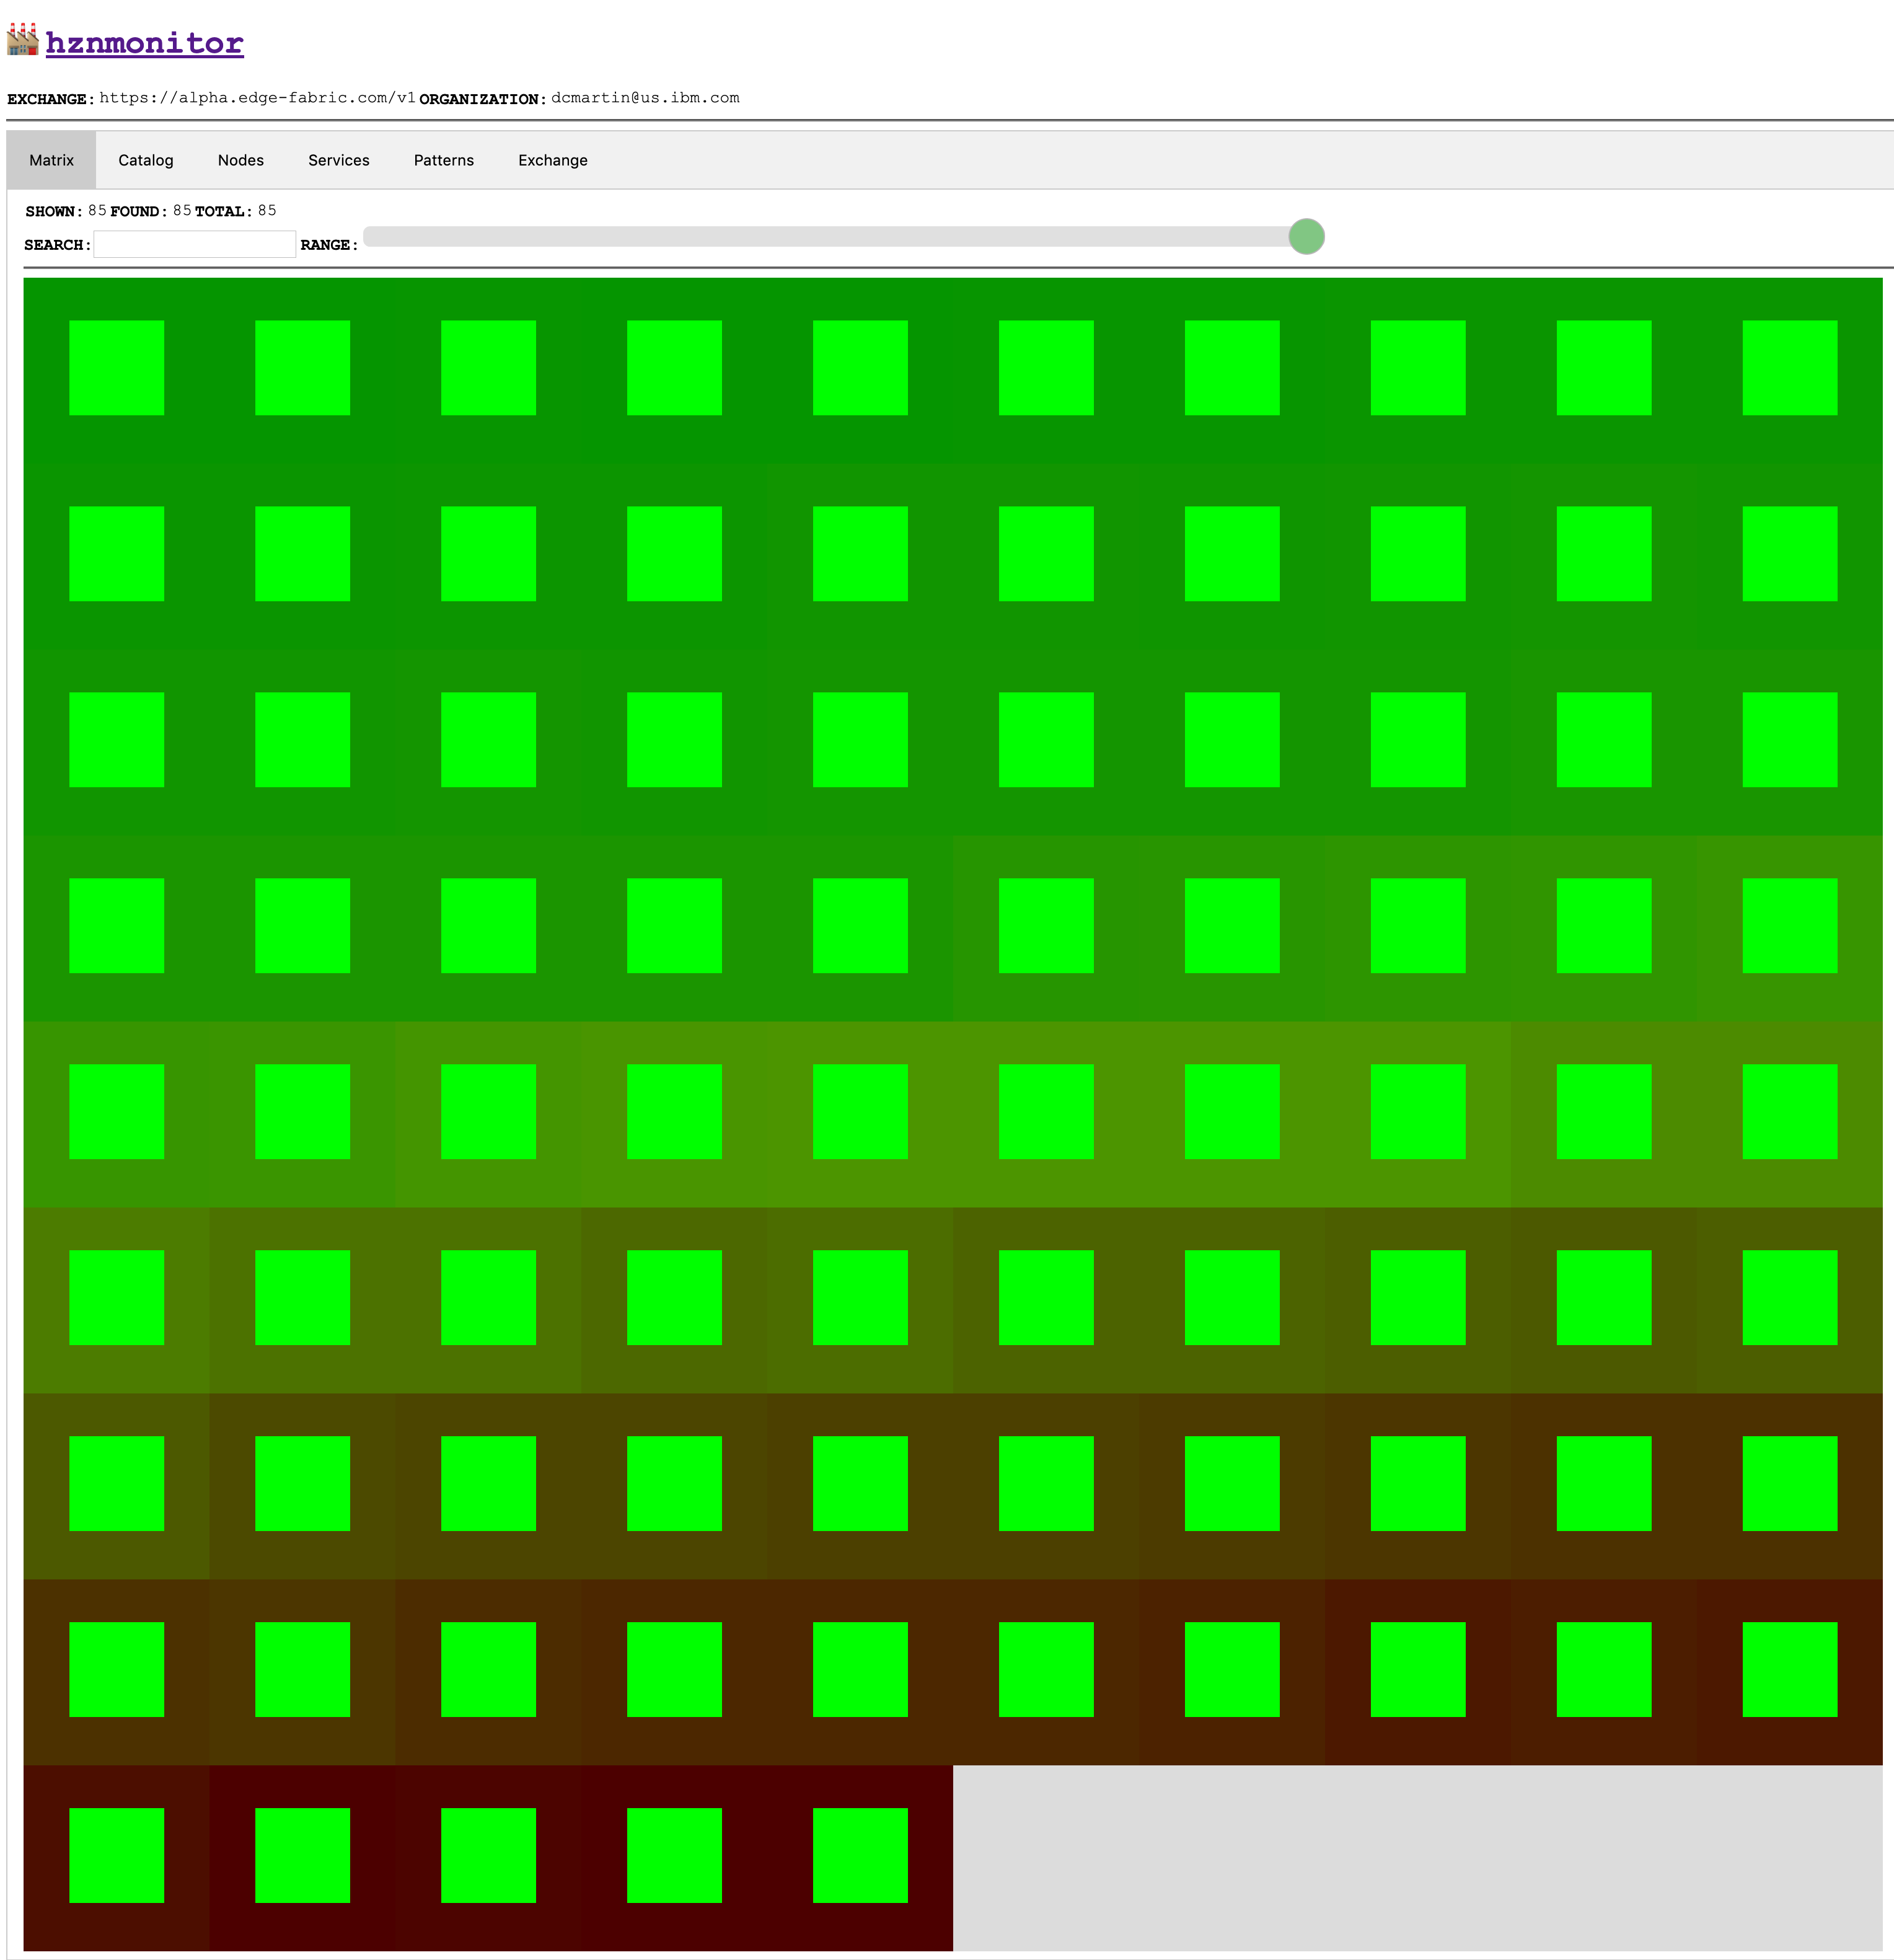 hznmonitor
EXCHANGE: https://alpha.edge-fabric.com/v1 ORGANIZATION: dcmartin@us.ibm.com
Matrix Catalog Nodes Services Patterns Exchange
SHOWN: 85 FOUND: 85 TOTAL: 85
SEARCH: RANGE: